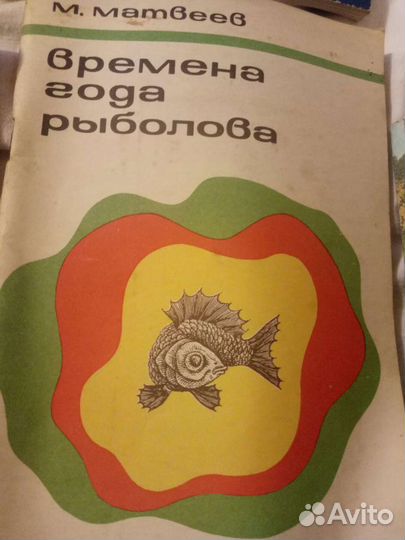 М. Матвеев
времена
года
рыболова
Avito